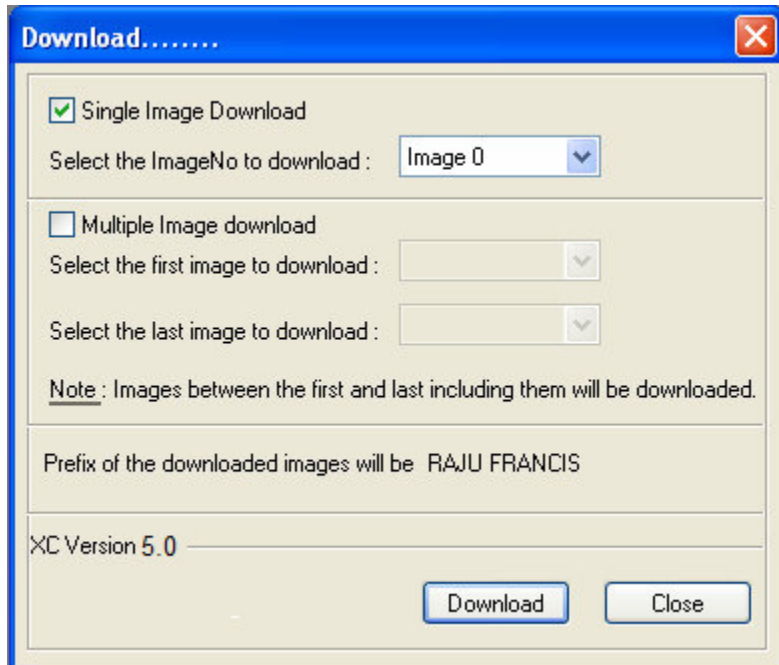 Download........
Single Image Download
Select the ImageNo to download : Image 0
Multiple Image download
Select the first image to download :
Select the last image to download :
Note : Images between the first and last including them will be downloaded.
Prefix of the downloaded images will be RAJU FRANCIS
XC Version 5.0
Download Close